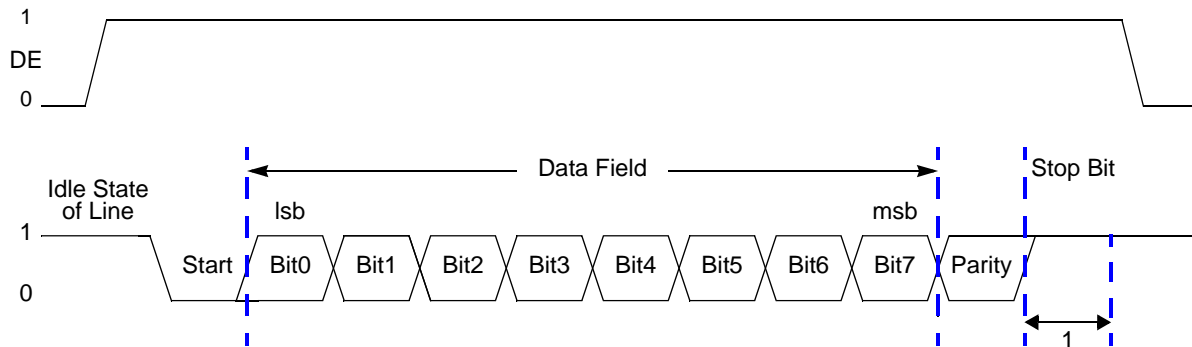 1
DE
0
Data Field
Stop Bit
Idle State
of Line
lsb
msb
1
Start
Bit0
Bit1
Bit2
Bit3
Bit4
Bit5
Bit6
Bit7
Parity
0
1